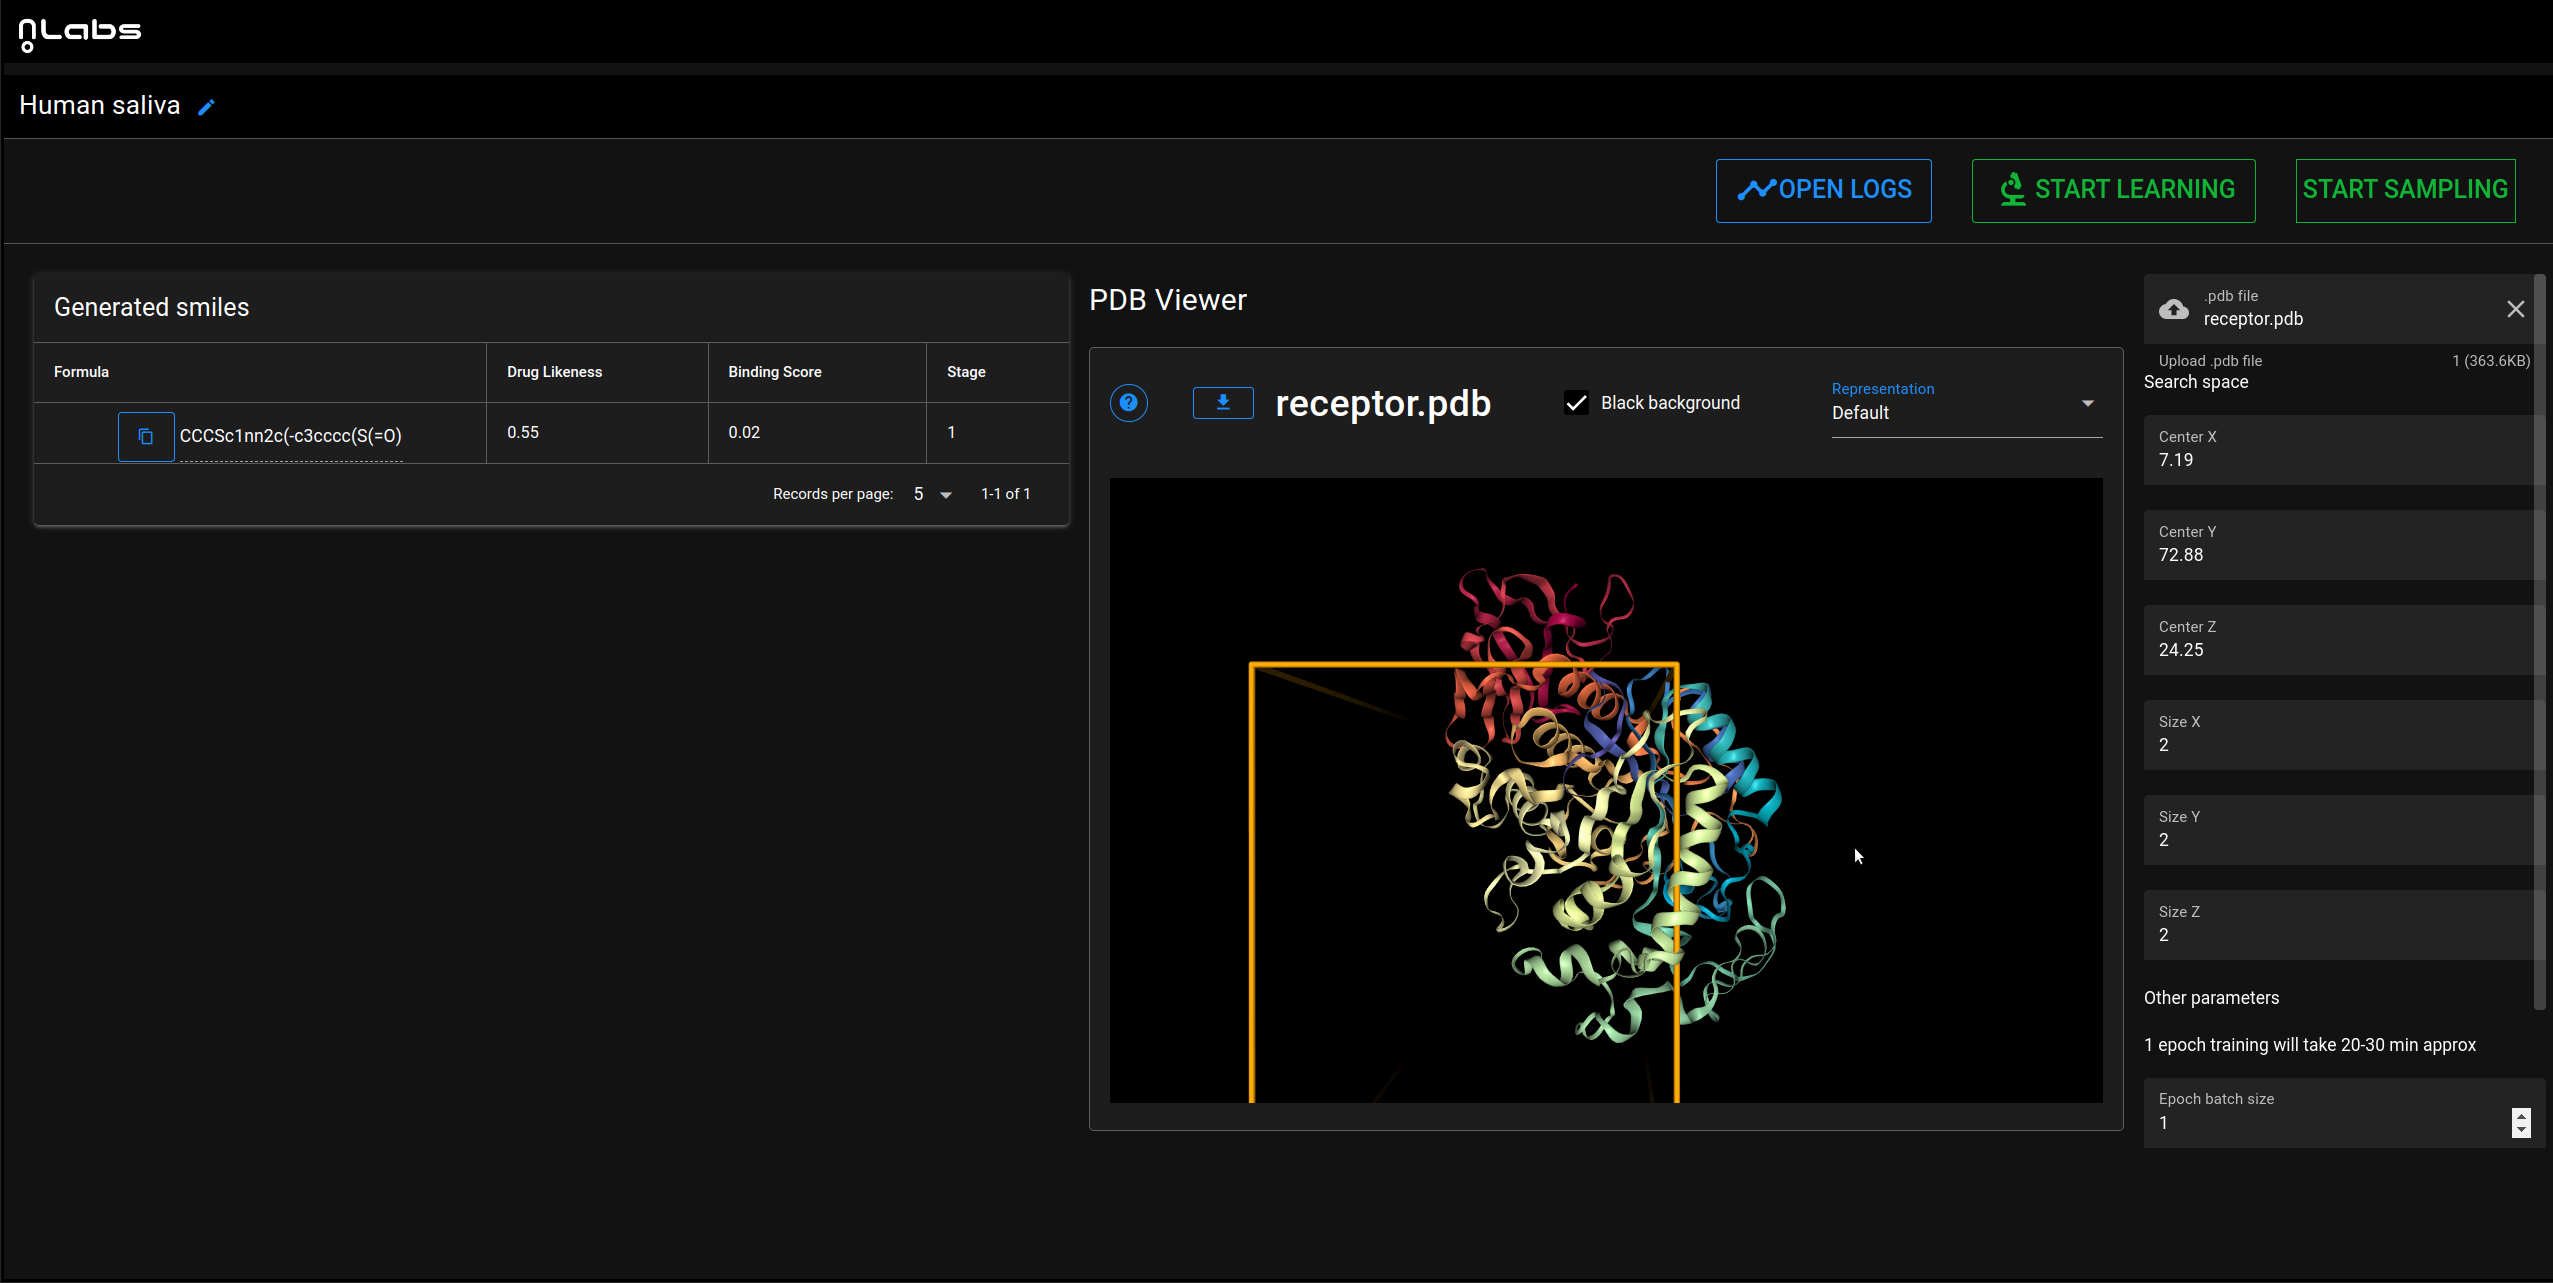 nLabs
Human saliva
OPEN LOGS
START LEARNING
START SAMPLING
Generated smiles
Formula
Drug Likeness
Binding Score
Stage
CCCSc1nn2c(-c3cccc(S(=O)
0.55
0.02
1
Records per page:
5
1-1 of 1
PDB Viewer
?
receptor.pdb
Black background
Representation
Default
.pdb file
receptor.pdb
Upload .pdb file
1 (363.6KB)
Search space
Center X
7.19
Center Y
72.88
Center Z
24.25
Size X
2
Size Y
2
Size Z
2
Other parameters
1 epoch training will take 20-30 min approx
Epoch batch size
1